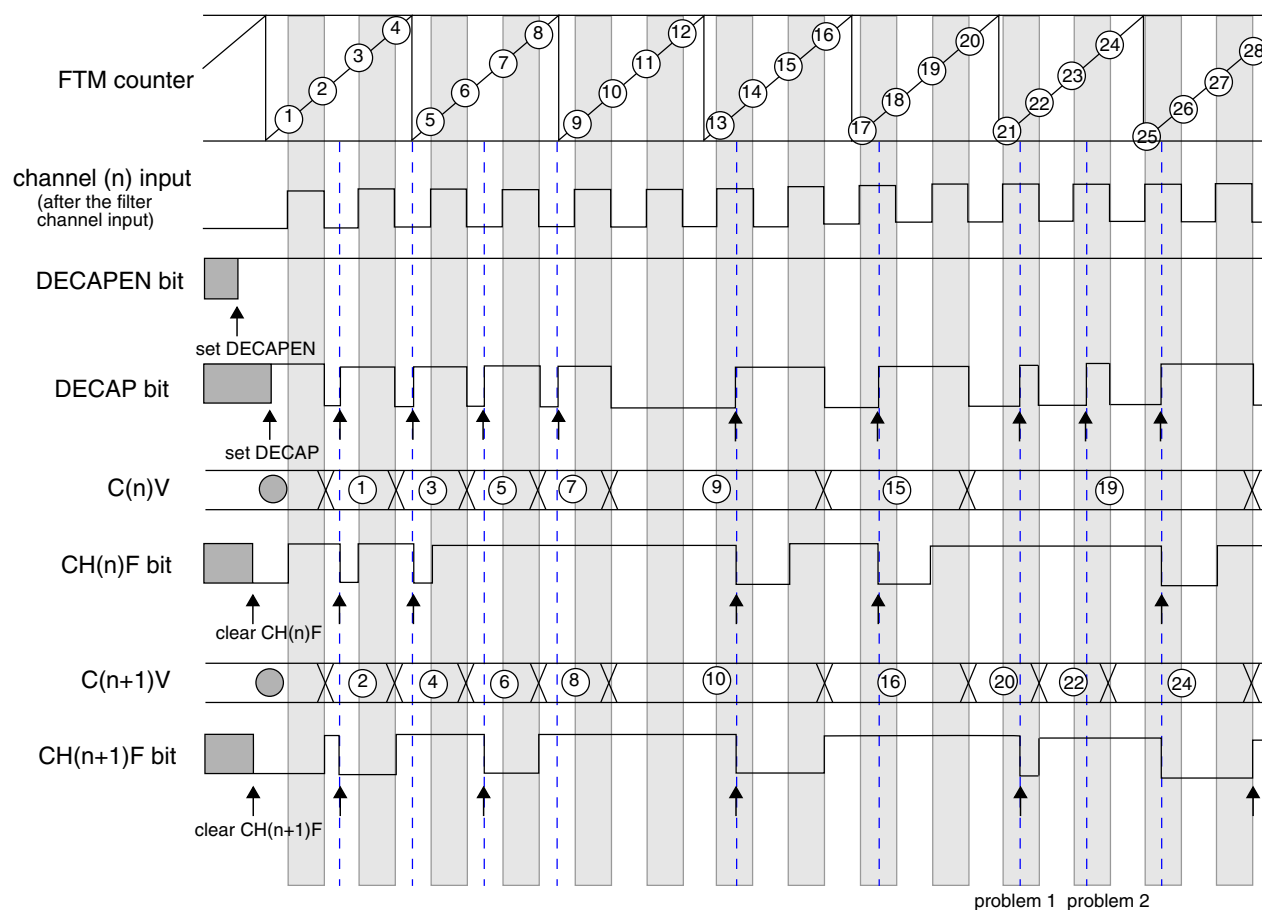 FTM counter
1 2 3 4 5 6 7 8 9 10 11 12 13 14 15 16 17 18 19 20 21 22 23 24 25 26 27 28
channel (n) input
(after the filter
channel input)
DECAPEN bit
set DECAPEN
DECAP bit
set DECAP
C(n)V
1 3 5 7 9 15 19
CH(n)F bit
clear CH(n)F
C(n+1)V
2 4 6 8 10 16 20 22 24
CH(n+1)F bit
clear CH(n+1)F
problem 1 problem 2